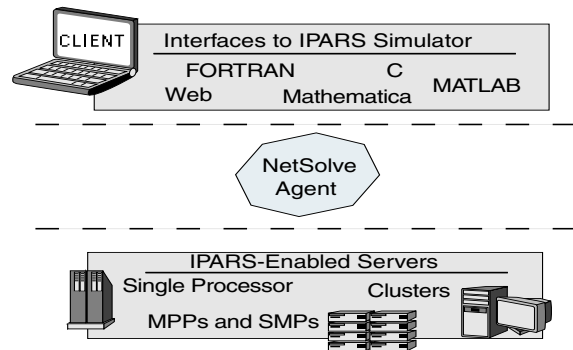 CLIENT
Interfaces to IPARS Simulator
FORTRAN C
Web Mathematica MATLAB
NetSolve
Agent
IPARS-Enabled Servers
Single Processor Clusters
MPPs and SMPs